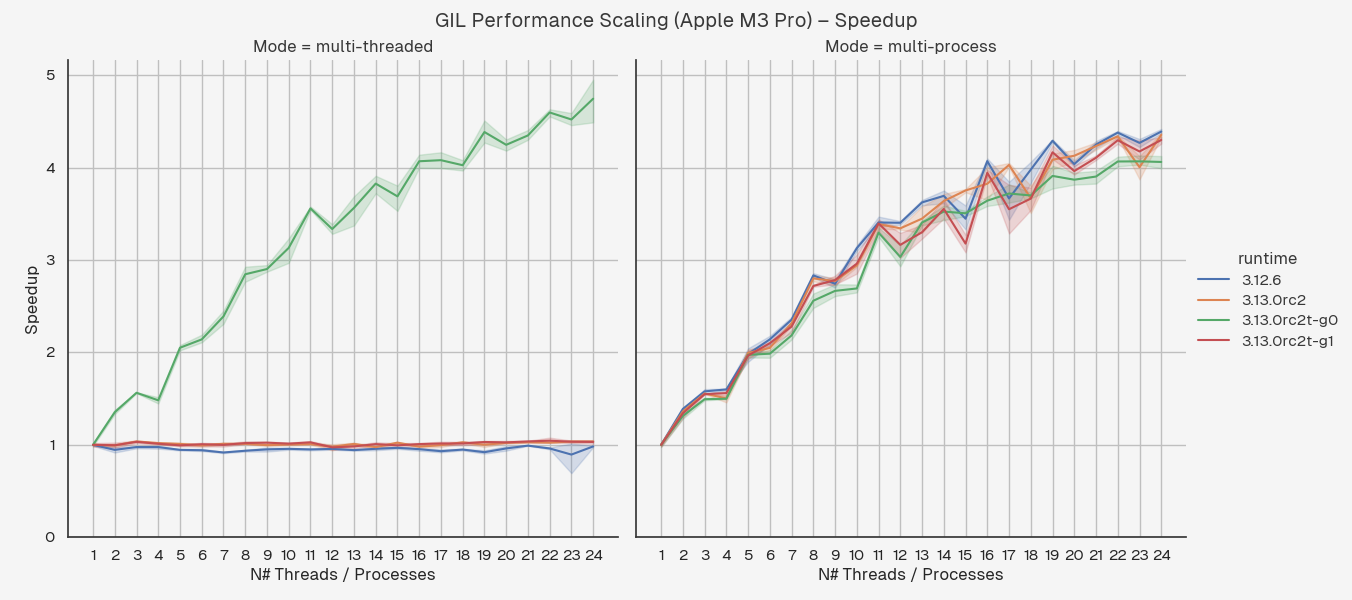 GIL Performance Scaling (Apple M3 Pro) – Speedup
Mode = multi-threaded
Mode = multi-process
Speedup
5
4
3
2
1
0
1 2 3 4 5 6 7 8 9 10 11 12 13 14 15 16 17 18 19 20 21 22 23 24
N# Threads / Processes
1 2 3 4 5 6 7 8 9 10 11 12 13 14 15 16 17 18 19 20 21 22 23 24
N# Threads / Processes
runtime
3.12.6
3.13.0rc2
3.13.0rc2t-g0
3.13.0rc2t-g1